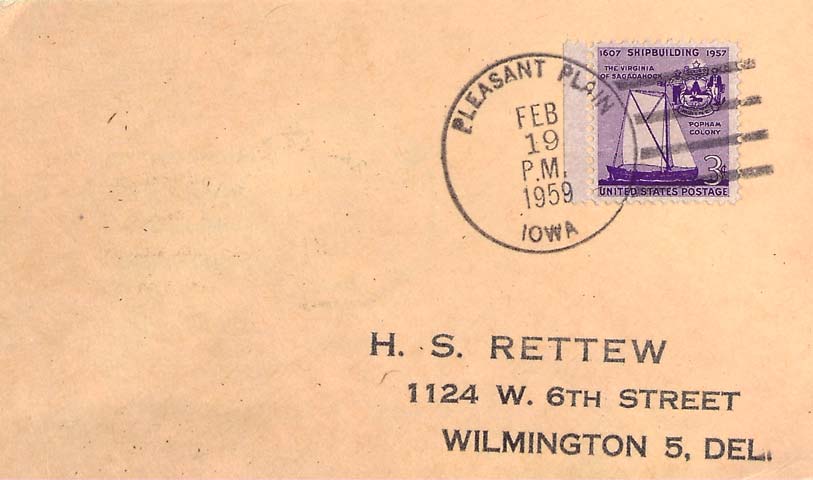 PLEASANT PLAIN
FEB
19
P.M.
1959
IOWA
1607 SHIPBUILDING 1957
THE VIRGINIA
OF SAGADAHOCK
POPHAM
COLONY
3¢
UNITED STATES POSTAGE
H. S. RETTEW
1124 W. 6TH STREET
WILMINGTON 5, DEL.